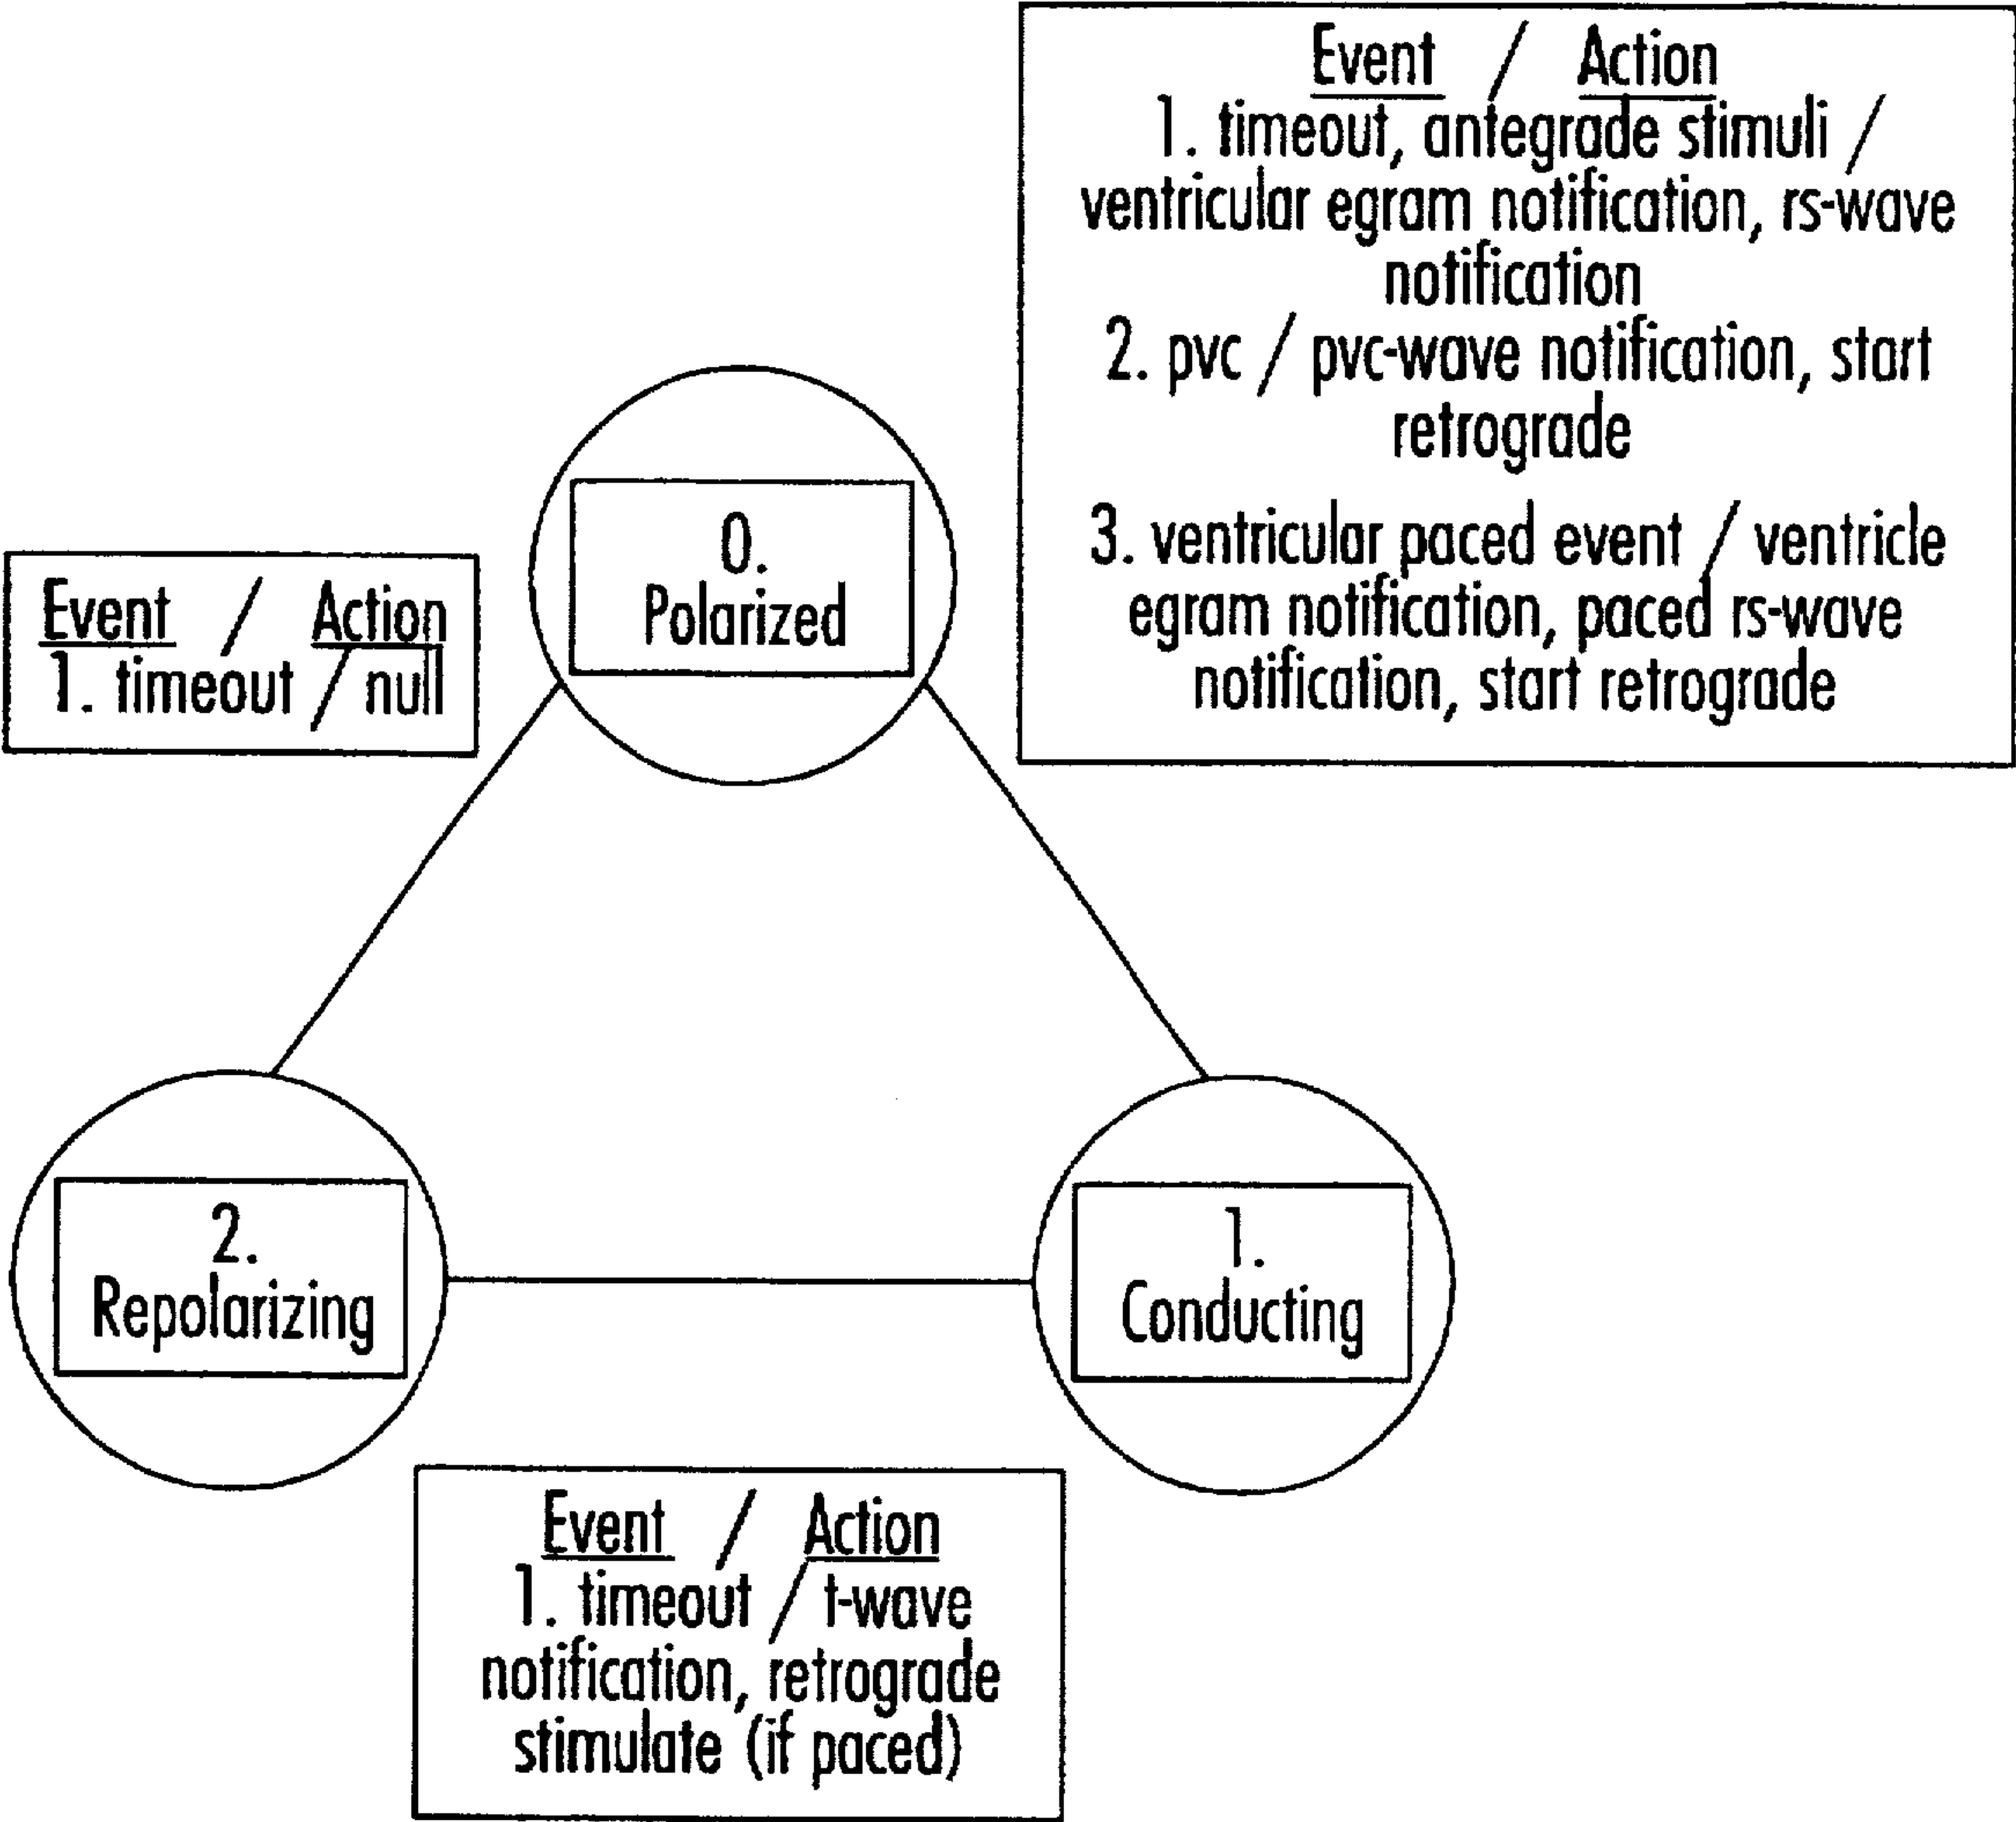 Event / Action
1. timeout, antegrade stimuli /
ventricular egram notification, rs-wave
notification
2. pvc / pvc-wave notification, start
retrograde
3. ventricular paced event / ventricle
egram notification, paced rs-wave
notification, start retrograde
0.
Polarized
Event / Action
1. timeout / null
2.
Repolarizing
1.
Conducting
Event / Action
1. timeout / t-wave
notification, retrograde
stimulate (if paced)